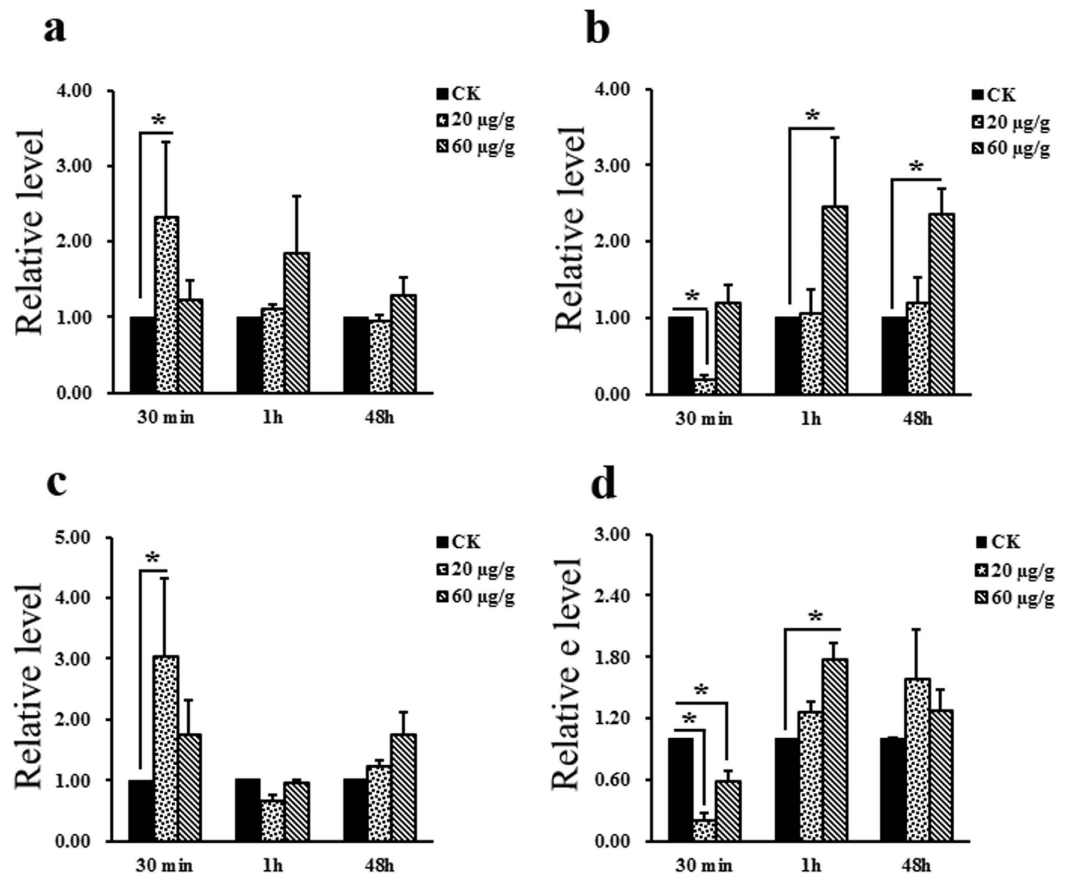 a
Relative level
4.00
3.00
2.00
1.00
0.00
*
CK
20 µg/g
60 µg/g
30 min 1h 48h
b
Relative level
4.00
3.00
2.00
1.00
0.00
* * *
CK
20 µg/g
60 µg/g
30 min 1h 48h
c
Relative level
5.00
4.00
3.00
2.00
1.00
0.00
*
CK
20 µg/g
60 µg/g
30 min 1h 48h
d
Relative e level
3.00
2.40
1.80
1.20
0.60
0.00
* * *
CK
20 µg/g
60 µg/g
30 min 1h 48h